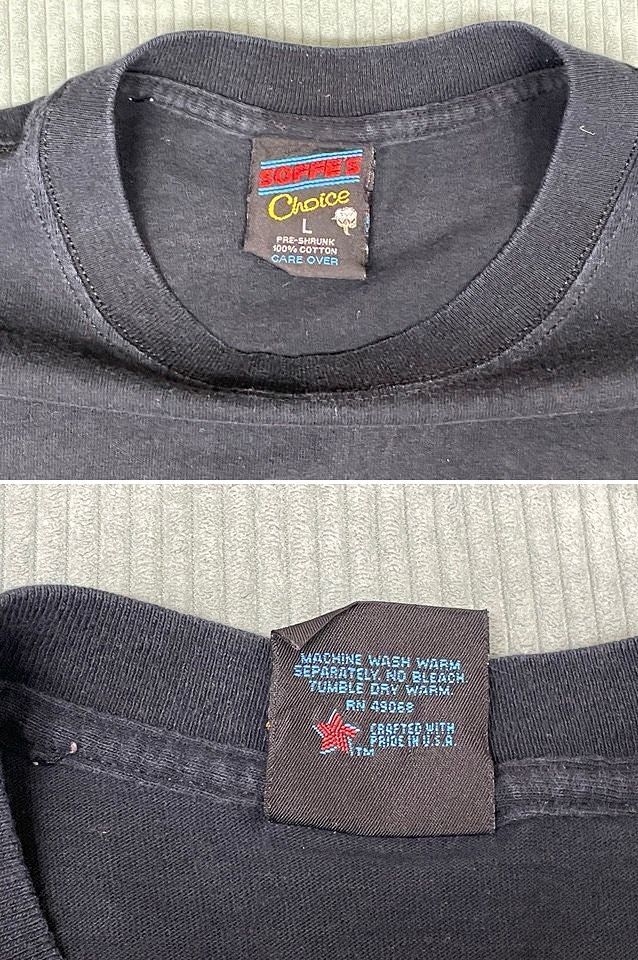 SOFFE'S
Choice
L
PRE-SHRUNK
100% COTTON
CARE OVER
MACHINE WASH WARM
SEPARATELY. NO BLEACH.
TUMBLE DRY WARM.
RN 49068
CRAFTED WITH
PRIDE IN U.S.A.
TM